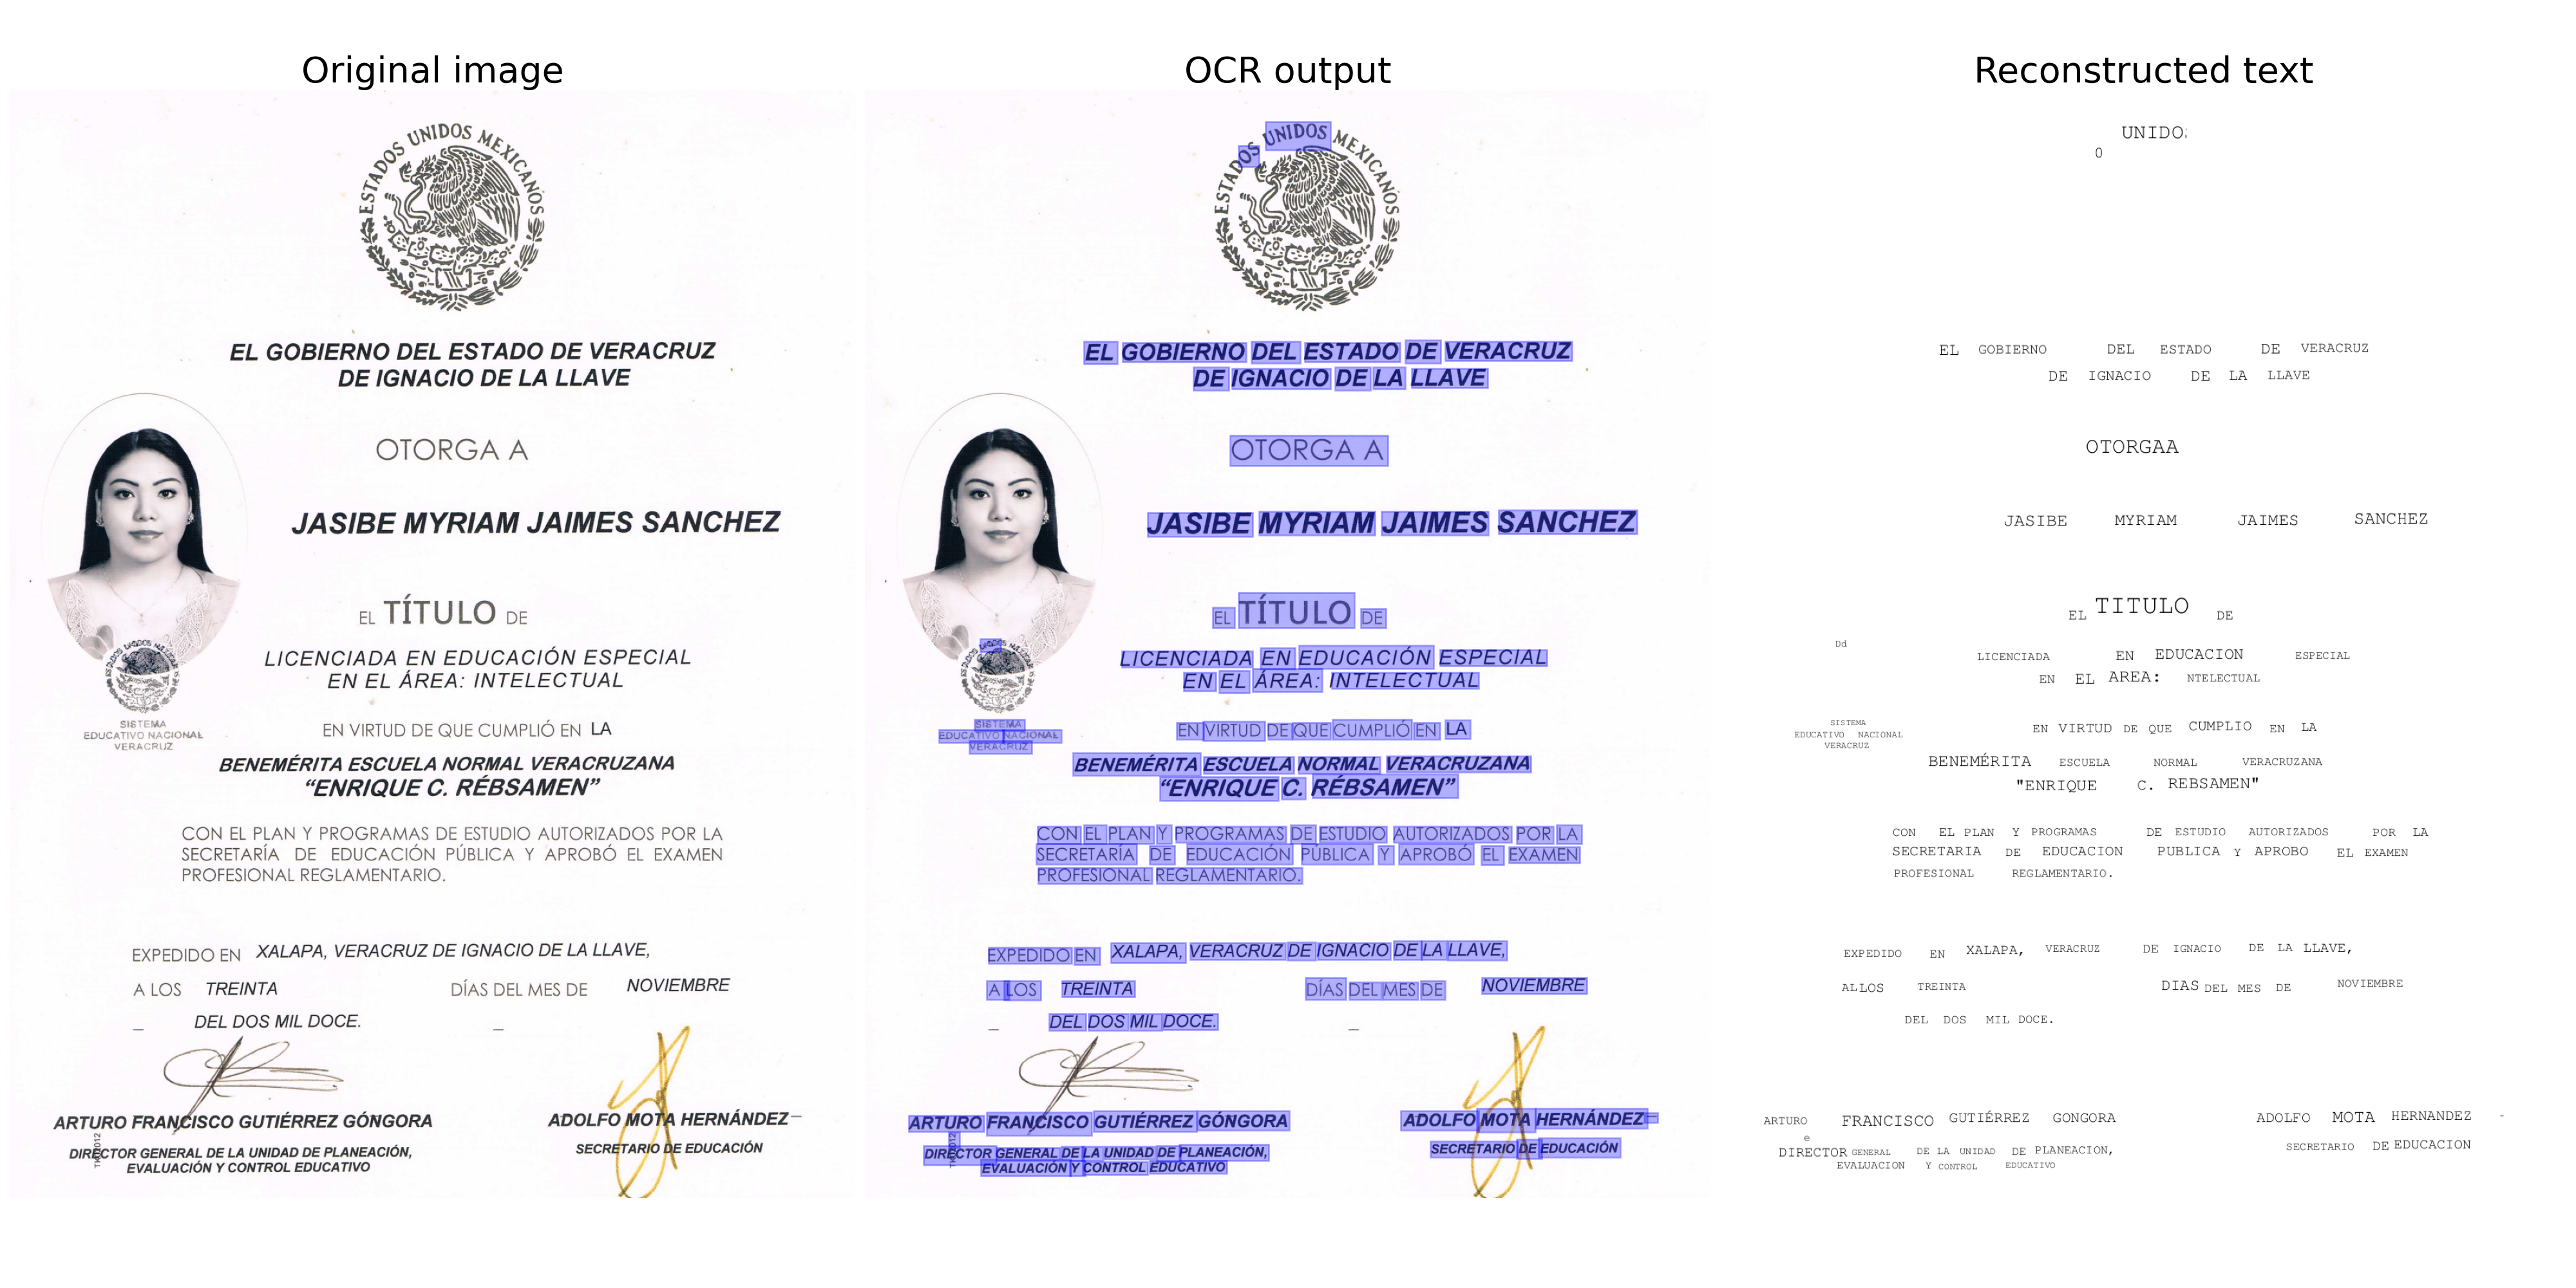 Original image
OCR output
Reconstructed text
ESTADOS UNIDOS MEXICANOS
EL GOBIERNO DEL ESTADO DE VERACRUZ
DE IGNACIO DE LA LLAVE
OTORGA A
JASIBE MYRIAM JAIMES SANCHEZ
EL TÍTULO DE
LICENCIADA EN EDUCACIÓN ESPECIAL
EN EL ÁREA: INTELECTUAL
SISTEMA
EDUCATIVO NACIONAL
VERACRUZ
EN VIRTUD DE QUE CUMPLIÓ EN LA
BENEMÉRITA ESCUELA NORMAL VERACRUZANA
“ENRIQUE C. RÉBSAMEN”
CON EL PLAN Y PROGRAMAS DE ESTUDIO AUTORIZADOS POR LA
SECRETARÍA DE EDUCACIÓN PÚBLICA Y APROBÓ EL EXAMEN
PROFESIONAL REGLAMENTARIO.
EXPEDIDO EN XALAPA, VERACRUZ DE IGNACIO DE LA LLAVE,
A LOS TREINTA DÍAS DEL MES DE NOVIEMBRE
DEL DOS MIL DOCE.
ARTURO FRANCISCO GUTIÉRREZ GÓNGORA
DIRECTOR GENERAL DE LA UNIDAD DE PLANEACIÓN,
EVALUACIÓN Y CONTROL EDUCATIVO
ADOLFO MOTA HERNÁNDEZ
SECRETARIO DE EDUCACIÓN
ESTADOS UNIDOS MEXICANOS
EL GOBIERNO DEL ESTADO DE VERACRUZ
DE IGNACIO DE LA LLAVE
OTORGA A
JASIBE MYRIAM JAIMES SANCHEZ
EL TÍTULO DE
LICENCIADA EN EDUCACIÓN ESPECIAL
EN EL ÁREA: INTELECTUAL
SISTEMA
EDUCATIVO NACIONAL
VERACRUZ
EN VIRTUD DE QUE CUMPLIÓ EN LA
BENEMÉRITA ESCUELA NORMAL VERACRUZANA
“ENRIQUE C. RÉBSAMEN”
CON EL PLAN Y PROGRAMAS DE ESTUDIO AUTORIZADOS POR LA
SECRETARÍA DE EDUCACIÓN PÚBLICA Y APROBÓ EL EXAMEN
PROFESIONAL REGLAMENTARIO.
EXPEDIDO EN XALAPA, VERACRUZ DE IGNACIO DE LA LLAVE,
A LOS TREINTA DÍAS DEL MES DE NOVIEMBRE
DEL DOS MIL DOCE.
ARTURO FRANCISCO GUTIÉRREZ GÓNGORA
DIRECTOR GENERAL DE LA UNIDAD DE PLANEACIÓN,
EVALUACIÓN Y CONTROL EDUCATIVO
ADOLFO MOTA HERNÁNDEZ
SECRETARIO DE EDUCACIÓN
UNIDO
0
EL GOBIERNO DEL ESTADO DE VERACRUZ
DE IGNACIO DE LA LLAVE
OTORGAA
JASIBE MYRIAM JAIMES SANCHEZ
EL TITULO DE
Dd
LICENCIADA EN EDUCACION ESPECIAL
EN EL AREA: NTELECTUAL
SISTEMA
EDUCATIVO NACIONAL
VERACRUZ
EN VIRTUD DE QUE CUMPLIO EN LA
BENEMÉRITA ESCUELA NORMAL VERACRUZANA
"ENRIQUE C. REBSAMEN"
CON EL PLAN Y PROGRAMAS DE ESTUDIO AUTORIZADOS POR LA
SECRETARIA DE EDUCACION PUBLICA Y APROBO EL EXAMEN
PROFESIONAL REGLAMENTARIO.
EXPEDIDO EN XALAPA, VERACRUZ DE IGNACIO DE LA LLAVE,
ALLOS TREINTA DIAS DEL MES DE NOVIEMBRE
DEL DOS MIL DOCE.
ARTURO FRANCISCO GUTIÉRREZ GONGORA
e
DIRECTOR GENERAL DE LA UNIDAD DE PLANEACION,
EVALUACION Y CONTROL EDUCATIVO
ADOLFO MOTA HERNANDEZ -
SECRETARIO DE EDUCACION